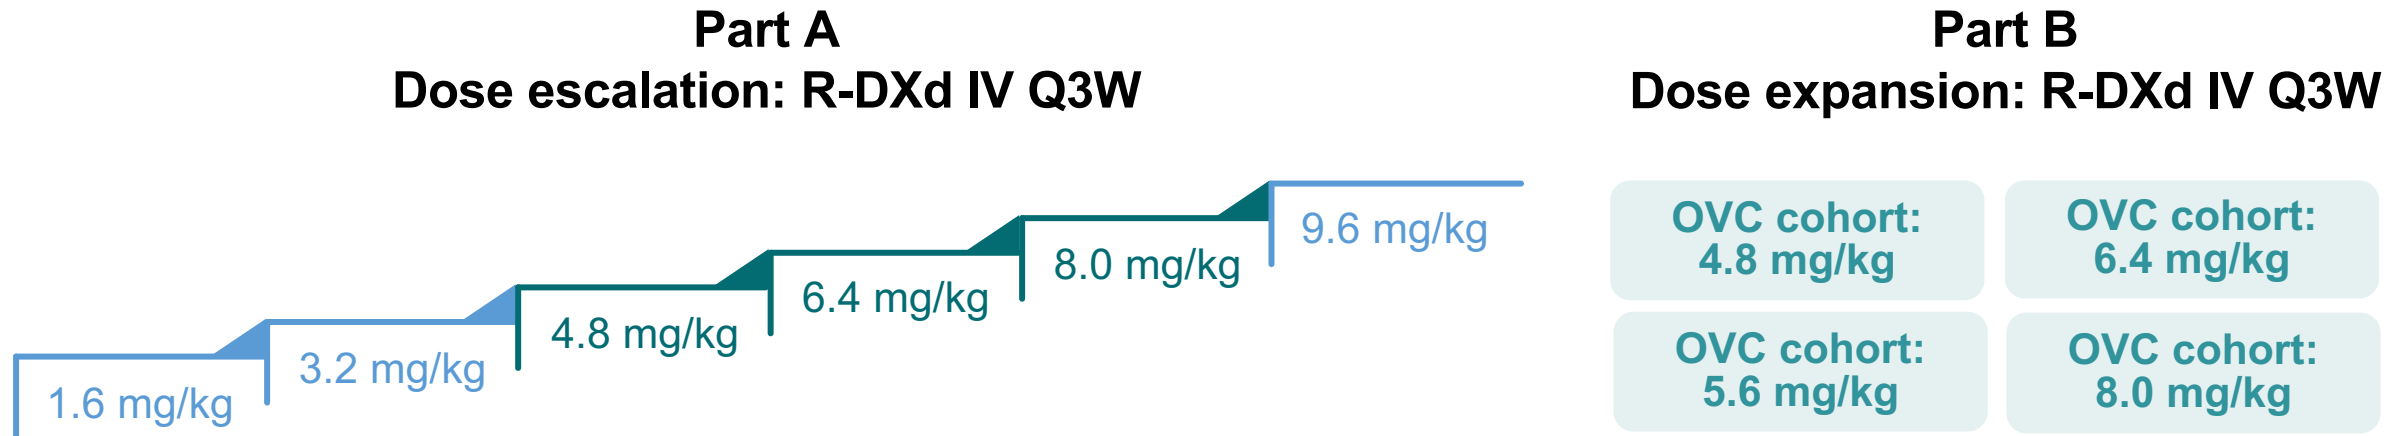 Part A
Dose escalation: R-DXd IV Q3W
1.6 mg/kg
3.2 mg/kg
4.8 mg/kg
6.4 mg/kg
8.0 mg/kg
9.6 mg/kg
Part B
Dose expansion: R-DXd IV Q3W
OVC cohort:
4.8 mg/kg
OVC cohort:
6.4 mg/kg
OVC cohort:
5.6 mg/kg
OVC cohort:
8.0 mg/kg